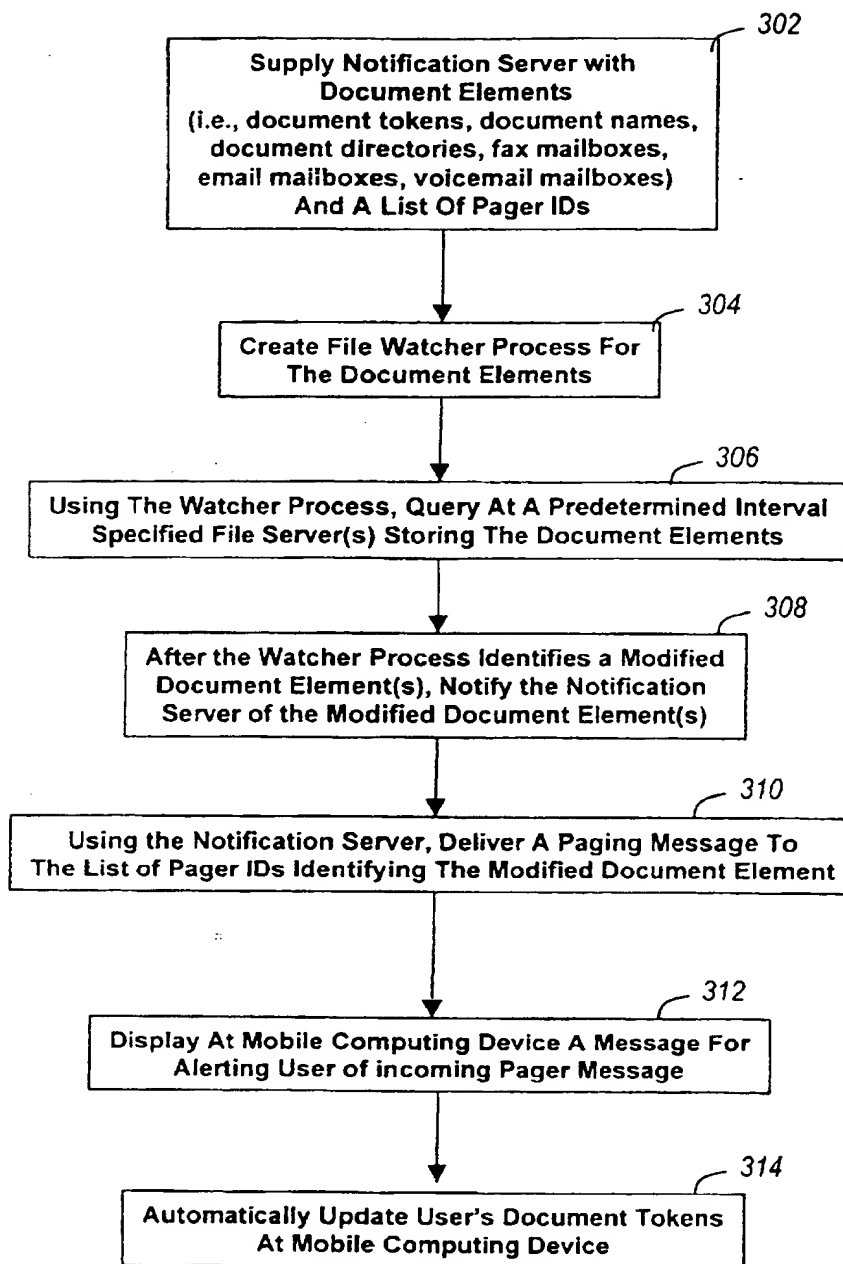 302
Supply Notification Server with
Document Elements
(i.e., document tokens, document names,
document directories, fax mailboxes,
email mailboxes, voicemail mailboxes)
And A List Of Pager IDs
304
Create File Watcher Process For
The Document Elements
306
Using The Watcher Process, Query At A Predetermined Interval
Specified File Server(s) Storing The Document Elements
308
After the Watcher Process Identifies a Modified
Document Element(s), Notify the Notification
Server of the Modified Document Element(s)
310
Using the Notification Server, Deliver A Paging Message To
The List of Pager IDs Identifying The Modified Document Element
312
Display At Mobile Computing Device A Message For
Alerting User of incoming Pager Message
314
Automatically Update User's Document Tokens
At Mobile Computing Device